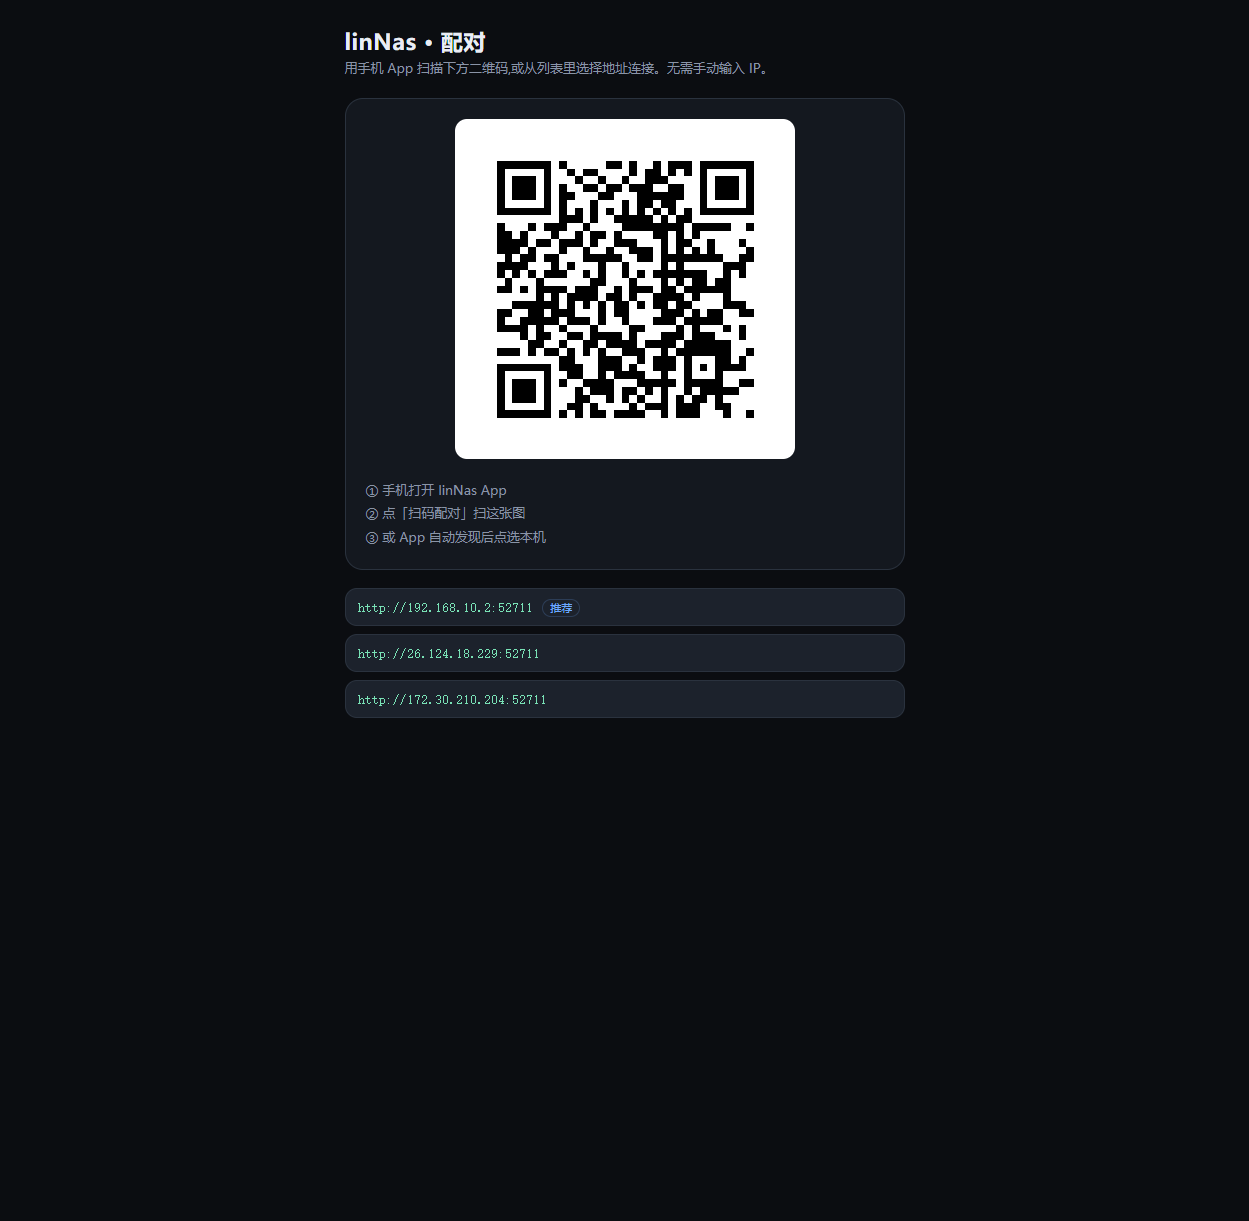 linNas · 配对
用手机 App 扫描下方二维码,或从列表里选择地址连接。无需手动输入 IP。
① 手机打开 linNas App
② 点「扫码配对」扫这张图
③ 或 App 自动发现后点选本机
http://192.168.10.2:52711 推荐
http://26.124.18.229:52711
http://172.30.210.204:52711